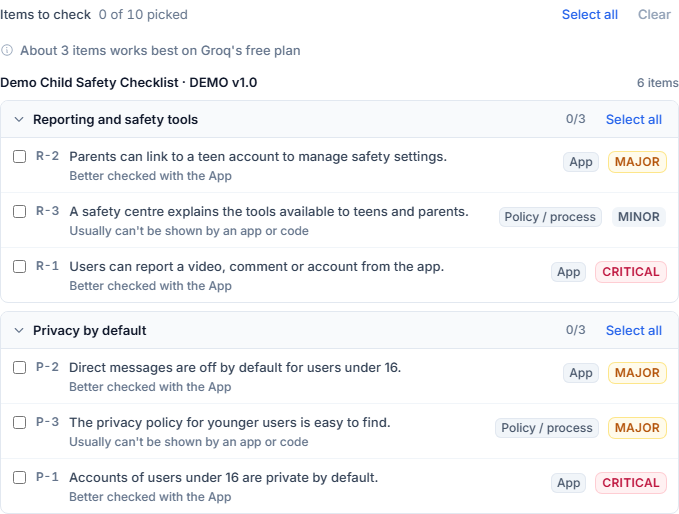 Items to check 0 of 10 picked Select all Clear
About 3 items works best on Groq's free plan
Demo Child Safety Checklist · DEMO v1.0 6 items
Reporting and safety tools 0/3 Select all
R-2 Parents can link to a teen account to manage safety settings. App MAJOR
Better checked with the App
R-3 A safety centre explains the tools available to teens and parents. Policy / process MINOR
Usually can't be shown by an app or code
R-1 Users can report a video, comment or account from the app. App CRITICAL
Better checked with the App
Privacy by default 0/3 Select all
P-2 Direct messages are off by default for users under 16. App MAJOR
Better checked with the App
P-3 The privacy policy for younger users is easy to find. Policy / process MAJOR
Usually can't be shown by an app or code
P-1 Accounts of users under 16 are private by default. App CRITICAL
Better checked with the App